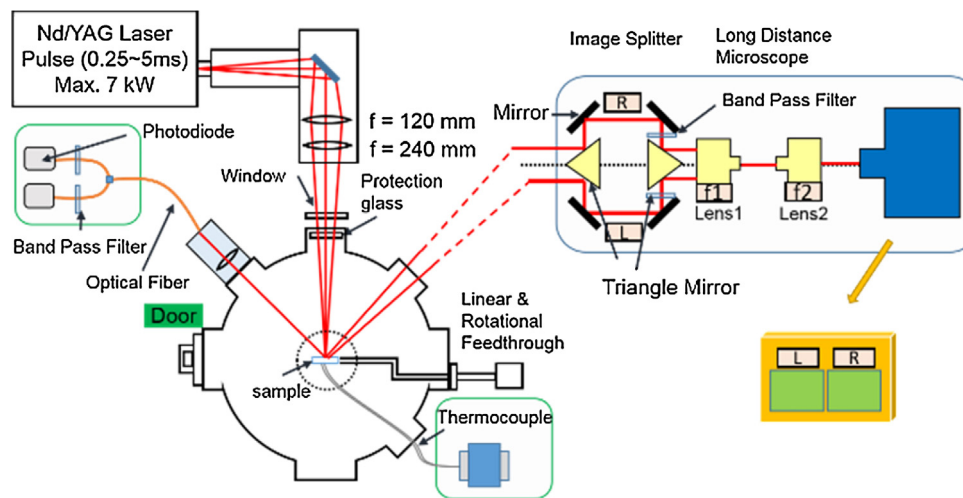 Nd/YAG Laser
Pulse (0.25~5ms)
Max. 7 kW
Photodiode
Band Pass Filter
Optical Fiber
f = 120 mm
f = 240 mm
Window
Protection
glass
Door
sample
Linear &
Rotational
Feedthrough
Thermocouple
Image Splitter
Long Distance
Microscope
Mirror
R
Band Pass Filter
f1
Lens1
f2
Lens2
L
Triangle Mirror
L
R